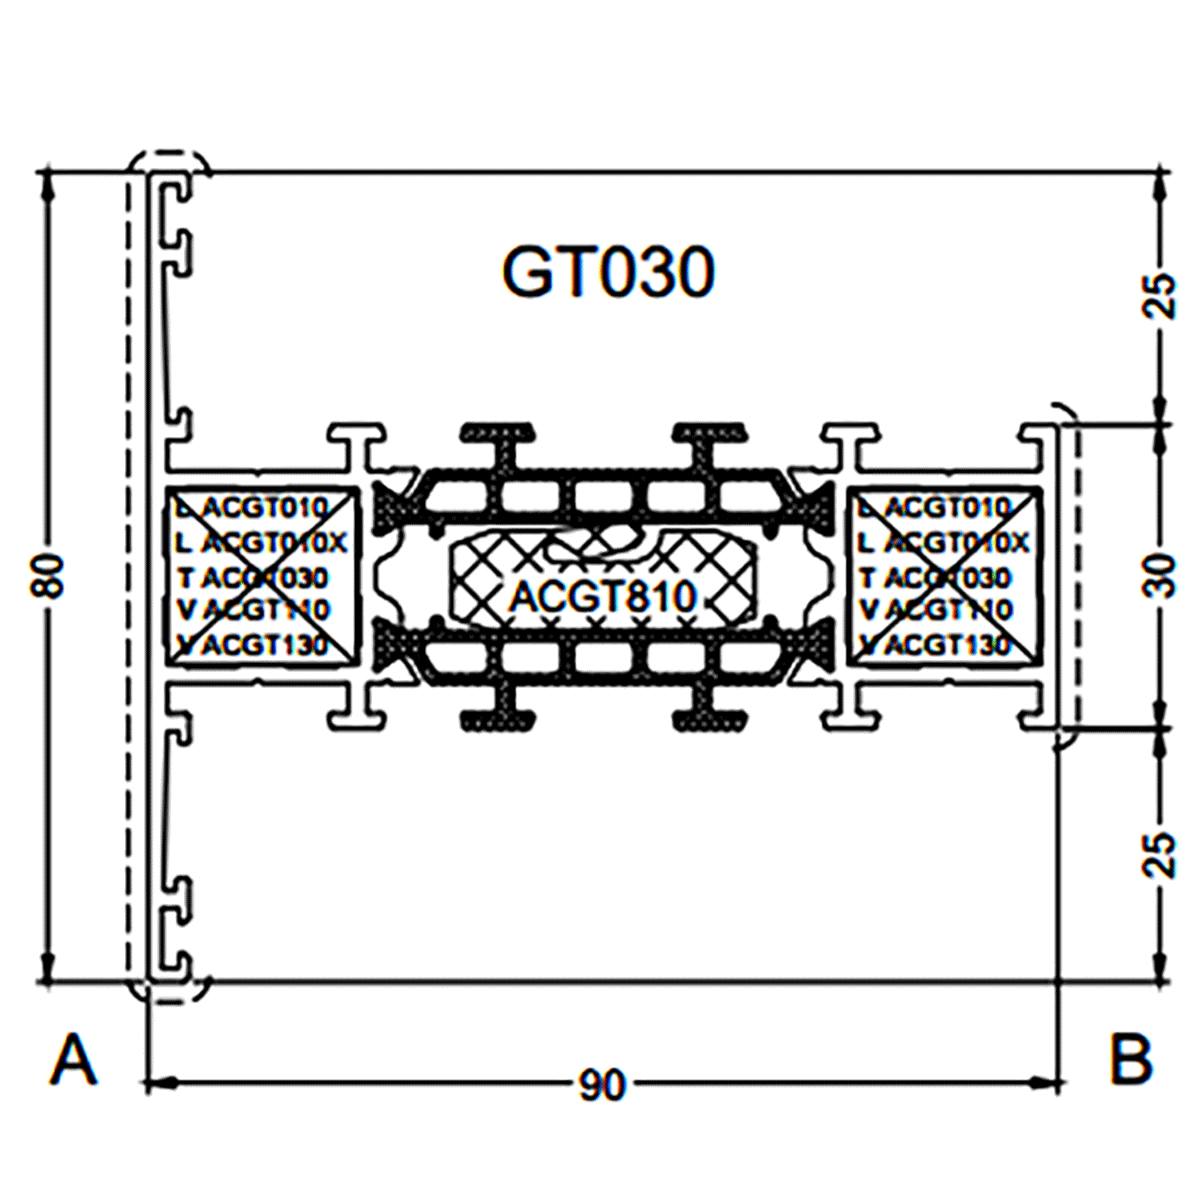 GT030
25
80
30
25
L ACGT010
L ACGT010X
T ACGT030
V ACGT110
V ACGT130
ACGT810
L ACGT010
L ACGT010X
T ACGT030
V ACGT110
V ACGT130
A
90
B